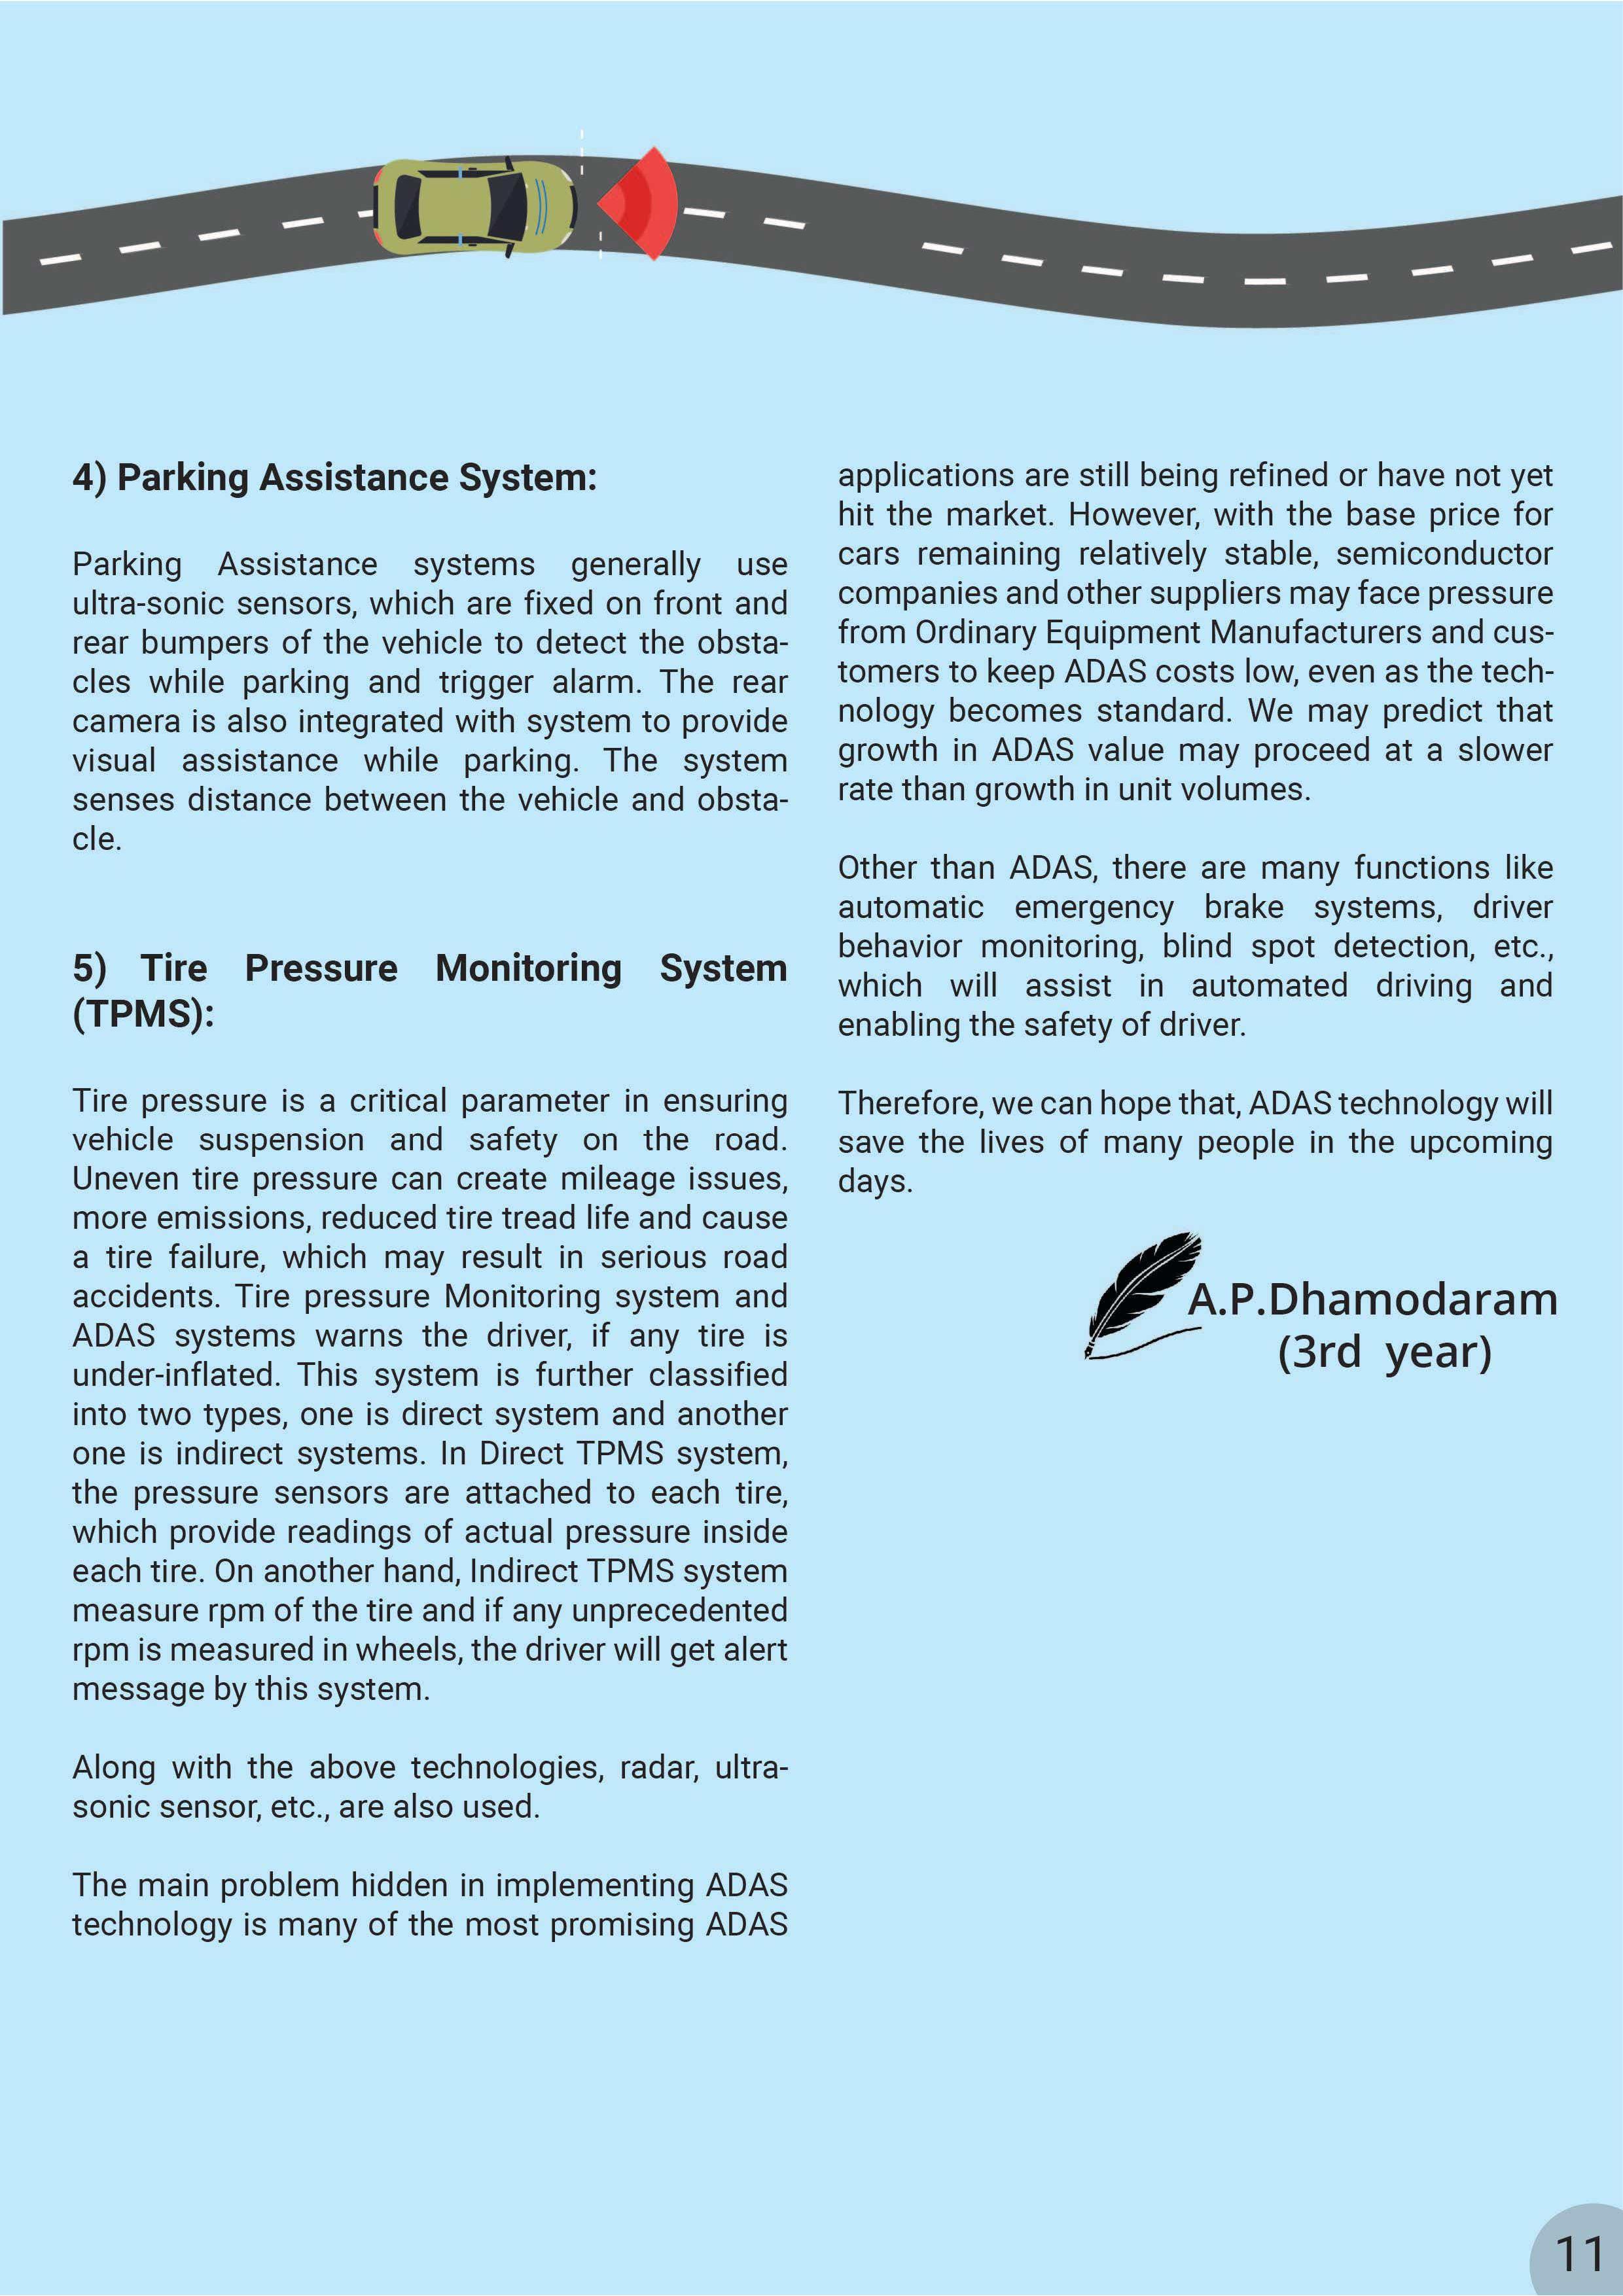 4) Parking Assistance System:
Parking Assistance systems generally use
ultra-sonic sensors, which are fixed on front and
rear bumpers of the vehicle to detect the obsta-
cles while parking and trigger alarm. The rear
camera is also integrated with system to provide
visual assistance while parking. The system
senses distance between the vehicle and obsta-
cle.
5) Tire Pressure Monitoring System
(TPMS):
Tire pressure is a critical parameter in ensuring
vehicle suspension and safety on the road.
Uneven tire pressure can create mileage issues,
more emissions, reduced tire tread life and cause
a tire failure, which may result in serious road
accidents. Tire pressure Monitoring system and
ADAS systems warns the driver, if any tire is
under-inflated. This system is further classified
into two types, one is direct system and another
one is indirect systems. In Direct TPMS system,
the pressure sensors are attached to each tire,
which provide readings of actual pressure inside
each tire. On another hand, Indirect TPMS system
measure rpm of the tire and if any unprecedented
rpm is measured in wheels, the driver will get alert
message by this system.
Along with the above technologies, radar, ultra-
sonic sensor, etc., are also used.
The main problem hidden in implementing ADAS
technology is many of the most promising ADAS
applications are still being refined or have not yet
hit the market. However, with the base price for
cars remaining relatively stable, semiconductor
companies and other suppliers may face pressure
from Ordinary Equipment Manufacturers and cus-
tomers to keep ADAS costs low, even as the tech-
nology becomes standard. We may predict that
growth in ADAS value may proceed at a slower
rate than growth in unit volumes.
Other than ADAS, there are many functions like
automatic emergency brake systems, driver
behavior monitoring, blind spot detection, etc.,
which will assist in automated driving and
enabling the safety of driver.
Therefore, we can hope that, ADAS technology will
save the lives of many people in the upcoming
days.
A.P.Dhamodaram
(3rd year)
11